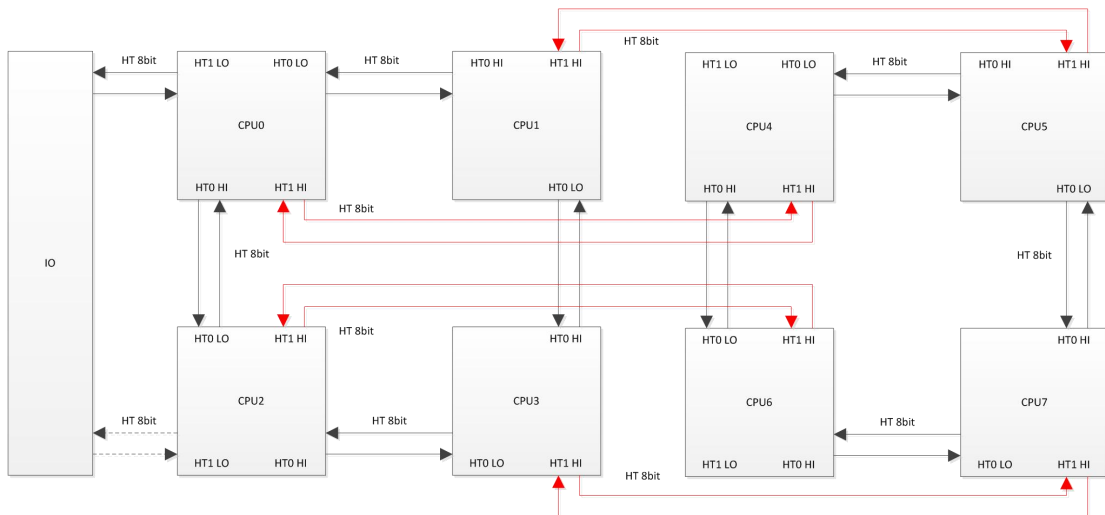 HT 8bit
HT 8bit
HT 8bit
HT 8bit
HT1 LO
HT0 LO
HT0 HI
HT1 HI
HT1 LO
HT0 LO
HT0 HI
HT1 HI
CPU0
CPU1
CPU4
CPU5
HT0 HI
HT1 HI
HT0 LO
HT0 HI
HT1 HI
HT0 LO
HT 8bit
HT 8bit
HT 8bit
IO
HT 8bit
HT0 LO
HT1 HI
HT0 HI
HT0 LO
HT1 HI
HT0 HI
CPU2
CPU3
CPU6
CPU7
HT 8bit
HT 8bit
HT 8bit
HT1 LO
HT0 HI
HT0 LO
HT1 HI
HT1 LO
HT0 HI
HT0 LO
HT1 HI
HT 8bit